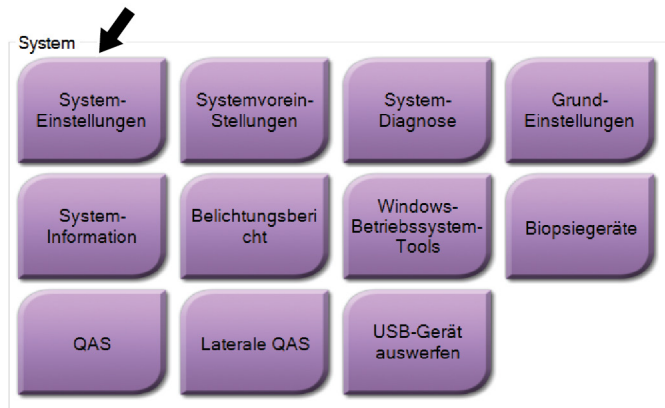 System
System-
Einstellungen
Systemvorein-
Stellungen
System-
Diagnose
Grund-
Einstellungen
System-
Information
Belichtungsberi
cht
Windows-
Betriebssystem-
Tools
Biopsiegeräte
QAS
Laterale QAS
USB-Gerät
auswerfen